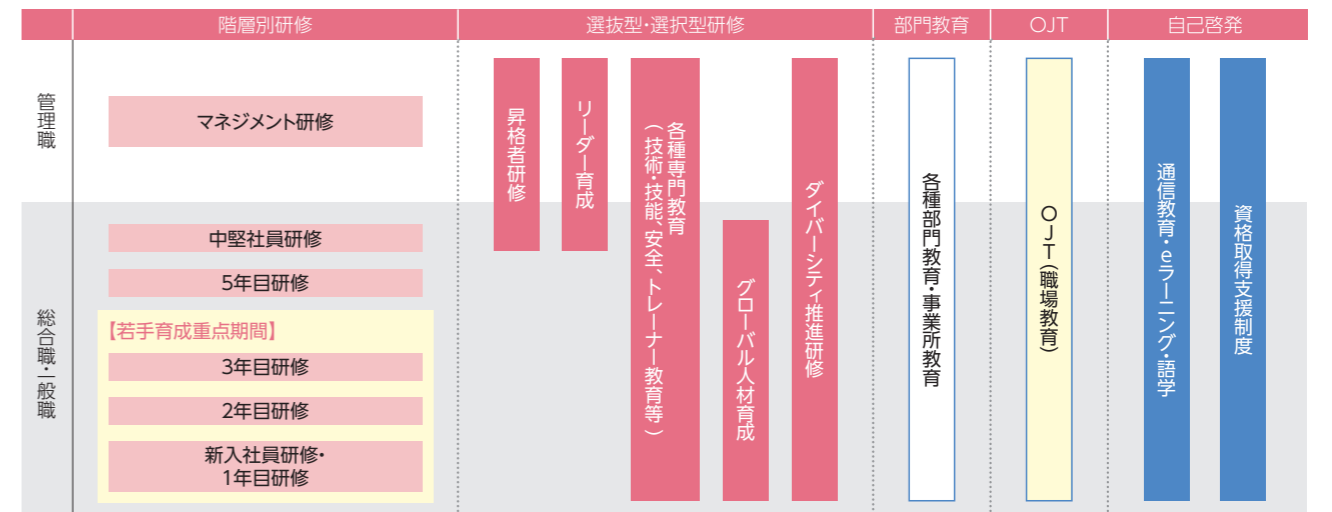 階層別研修
選抜型・選択型研修
部門教育
OJT
自己啓発
管理職
マネジメント研修
総合職・一般職
中堅社員研修
5年目研修
【若手育成重点期間】
3年目研修
2年目研修
新入社員研修・
1年目研修
昇格者研修
リーダー育成
各種専門教育
（技術・技能、安全、トレーナー教育等）
グローバル人材育成
ダイバーシティ推進研修
各種部門教育・事業所教育
OJT（職場教育）
通信教育・eラーニング・語学
資格取得支援制度